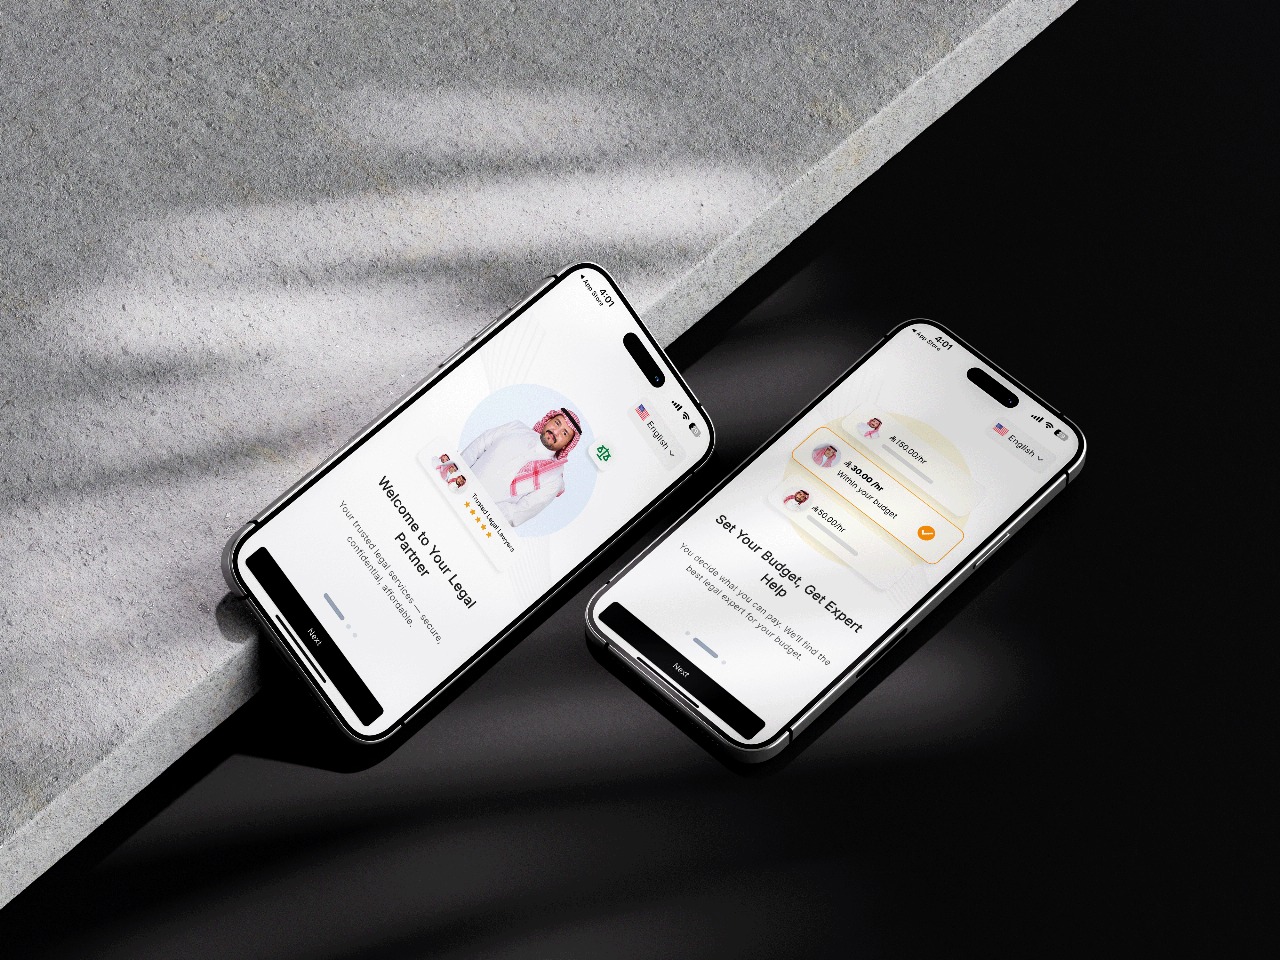 4:01
◀ App Store
English
Trusted Legal Lawyers
Welcome to Your Legal
Partner
Your trusted legal services — secure,
confidential, affordable.
Next
4:01
◀ App Store
English
150.00/hr
30.00 /hr
Within your budget
50.00/hr
Set Your Budget, Get Expert
Help
You decide what you can pay. We'll find the
best legal expert for your budget.
Next